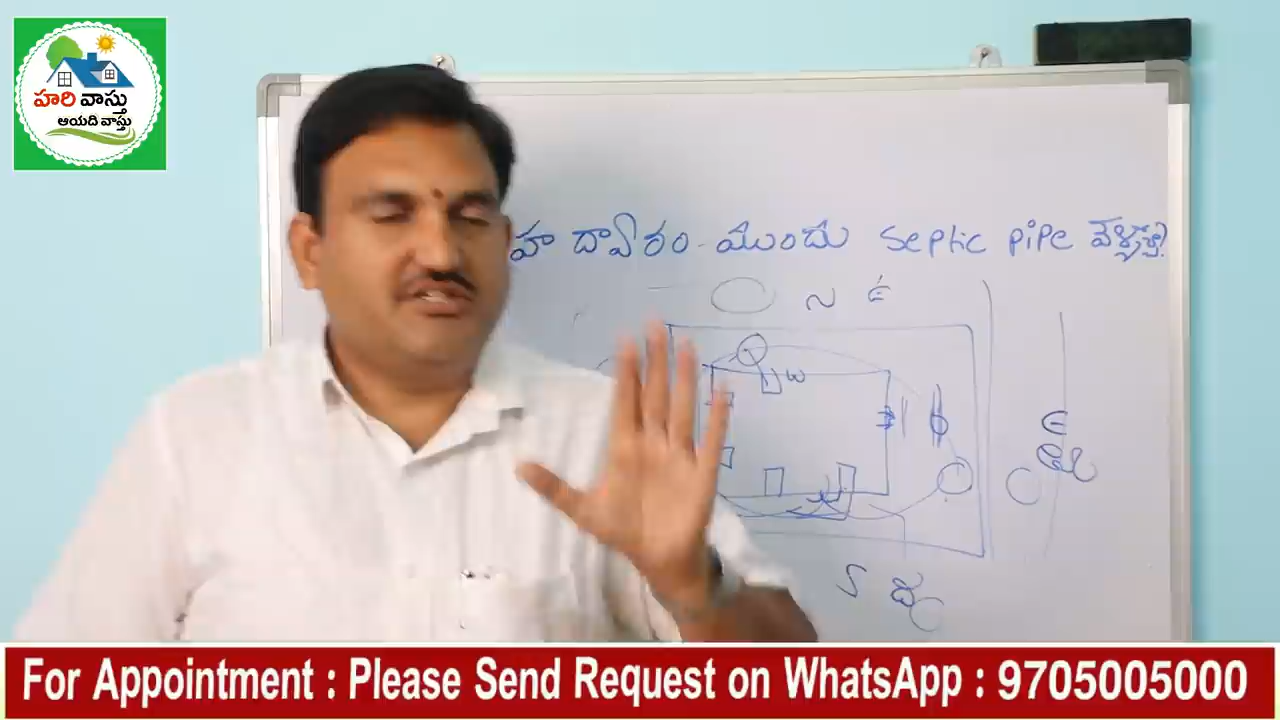 హరి వాస్తు
ఆయది వాస్తు
హ ద్వారం ముందు septic pipe వెళ్ళొచ్చా?
N ఉ
S ద
For Appointment : Please Send Request on WhatsApp : 9705005000